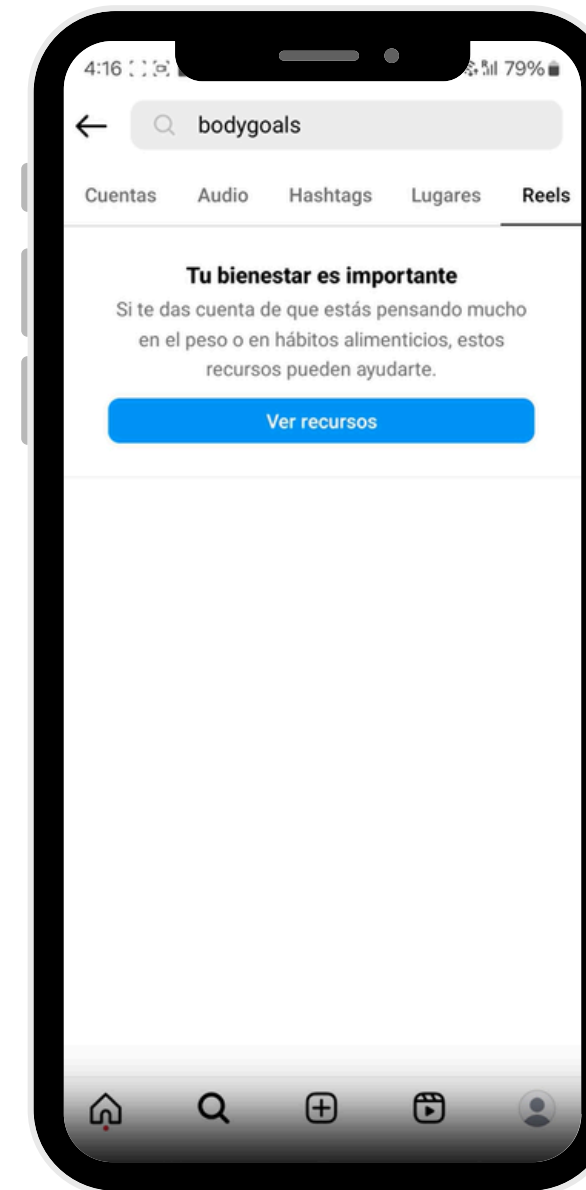 4:16 79%
bodygoals
Cuentas Audio Hashtags Lugares Reels
Tu bienestar es importante
Si te das cuenta de que estás pensando mucho
en el peso o en hábitos alimenticios, estos
recursos pueden ayudarte.
Ver recursos